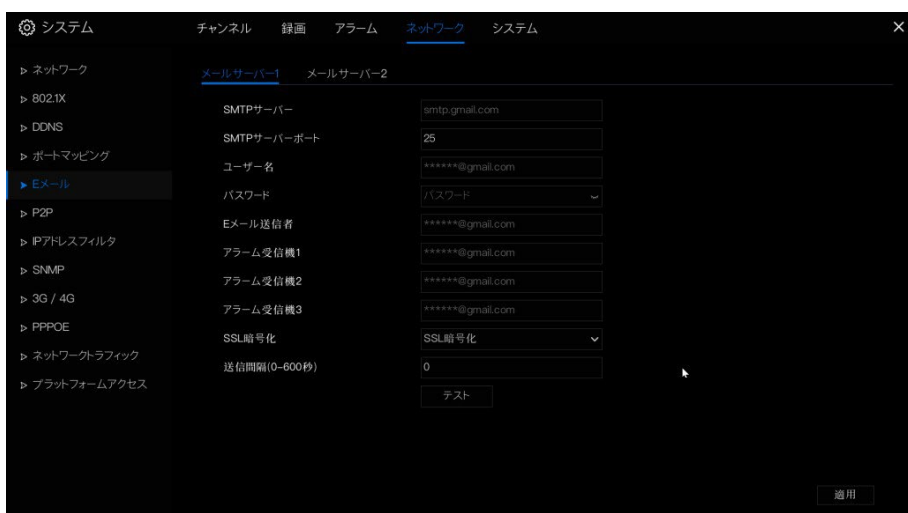 システム
チャンネル 録画 アラーム ネットワーク システム
ネットワーク
802.1X
DDNS
ポートマッピング
Eメール
P2P
IPアドレスフィルタ
SNMP
3G / 4G
PPPOE
ネットワークトラフィック
プラットフォームアクセス
メールサーバー1 メールサーバー2
SMTPサーバー smtp.gmail.com
SMTPサーバーポート 25
ユーザー名 ******@gmail.com
パスワード パスワード
Eメール送信者 ******@gmail.com
アラーム受信機1 ******@gmail.com
アラーム受信機2 ******@gmail.com
アラーム受信機3 ******@gmail.com
SSL暗号化 SSL暗号化
送信間隔(0-600秒) 0
テスト
適用